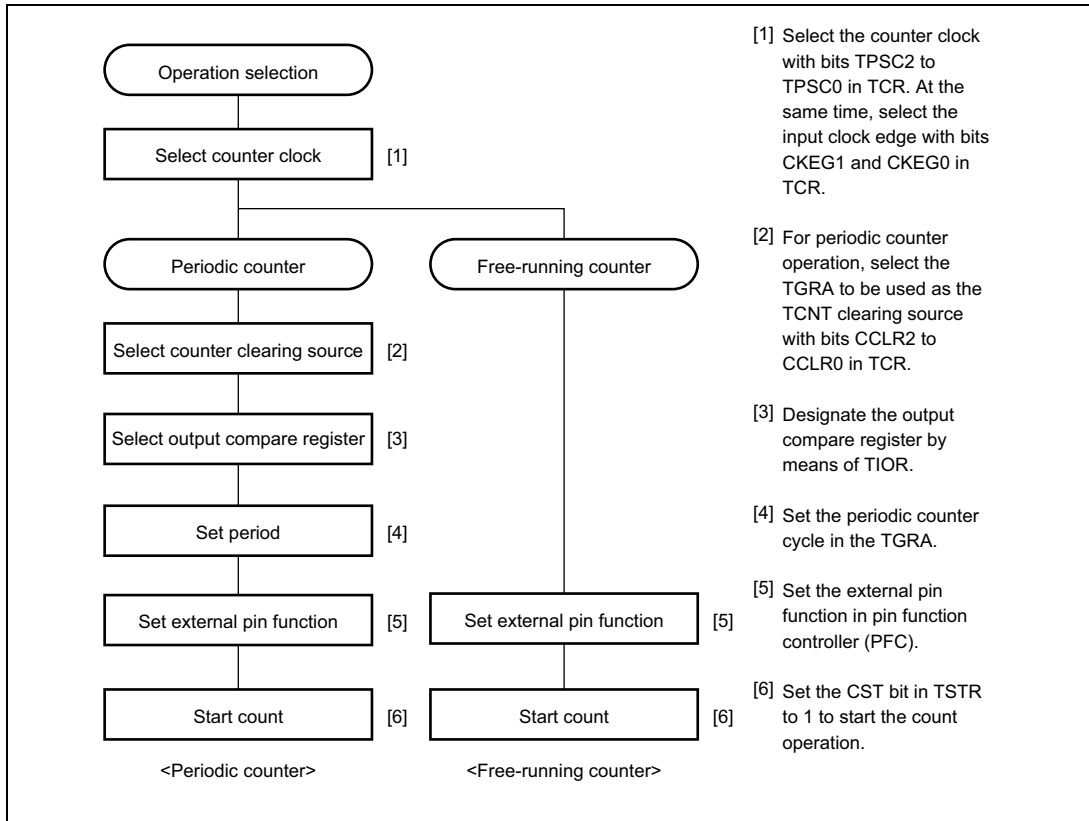 Operation selection
Select counter clock [1]
Periodic counter
Free-running counter
Select counter clearing source [2]
Select output compare register [3]
Set period [4]
Set external pin function [5]
Set external pin function [5]
Start count [6]
Start count [6]
<Periodic counter>
<Free-running counter>
[1] Select the counter clock
with bits TPSC2 to
TPSC0 in TCR. At the
same time, select the
input clock edge with bits
CKEG1 and CKEG0 in
TCR.
[2] For periodic counter
operation, select the
TGRA to be used as the
TCNT clearing source
with bits CCLR2 to
CCLR0 in TCR.
[3] Designate the output
compare register by
means of TIOR.
[4] Set the periodic counter
cycle in the TGRA.
[5] Set the external pin
function in pin function
controller (PFC).
[6] Set the CST bit in TSTR
to 1 to start the count
operation.